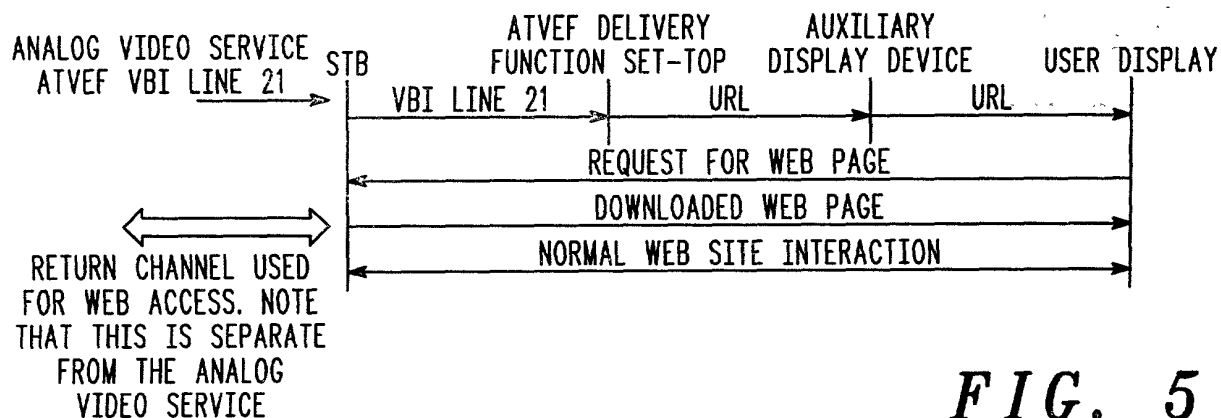 ANALOG VIDEO SERVICE
ATVEF VBI LINE 21
STB
ATVEF DELIVERY
FUNCTION SET-TOP
AUXILIARY
DISPLAY DEVICE
USER DISPLAY
VBI LINE 21
URL
URL
REQUEST FOR WEB PAGE
DOWNLOADED WEB PAGE
NORMAL WEB SITE INTERACTION
RETURN CHANNEL USED
FOR WEB ACCESS. NOTE
THAT THIS IS SEPARATE
FROM THE ANALOG
VIDEO SERVICE
FIG. 5